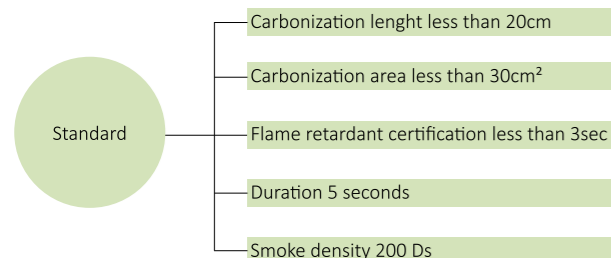 Carbonization lenght less than 20cm
Carbonization area less than 30cm²
Standard
Flame retardant certification less than 3sec
Duration 5 seconds
Smoke density 200 Ds